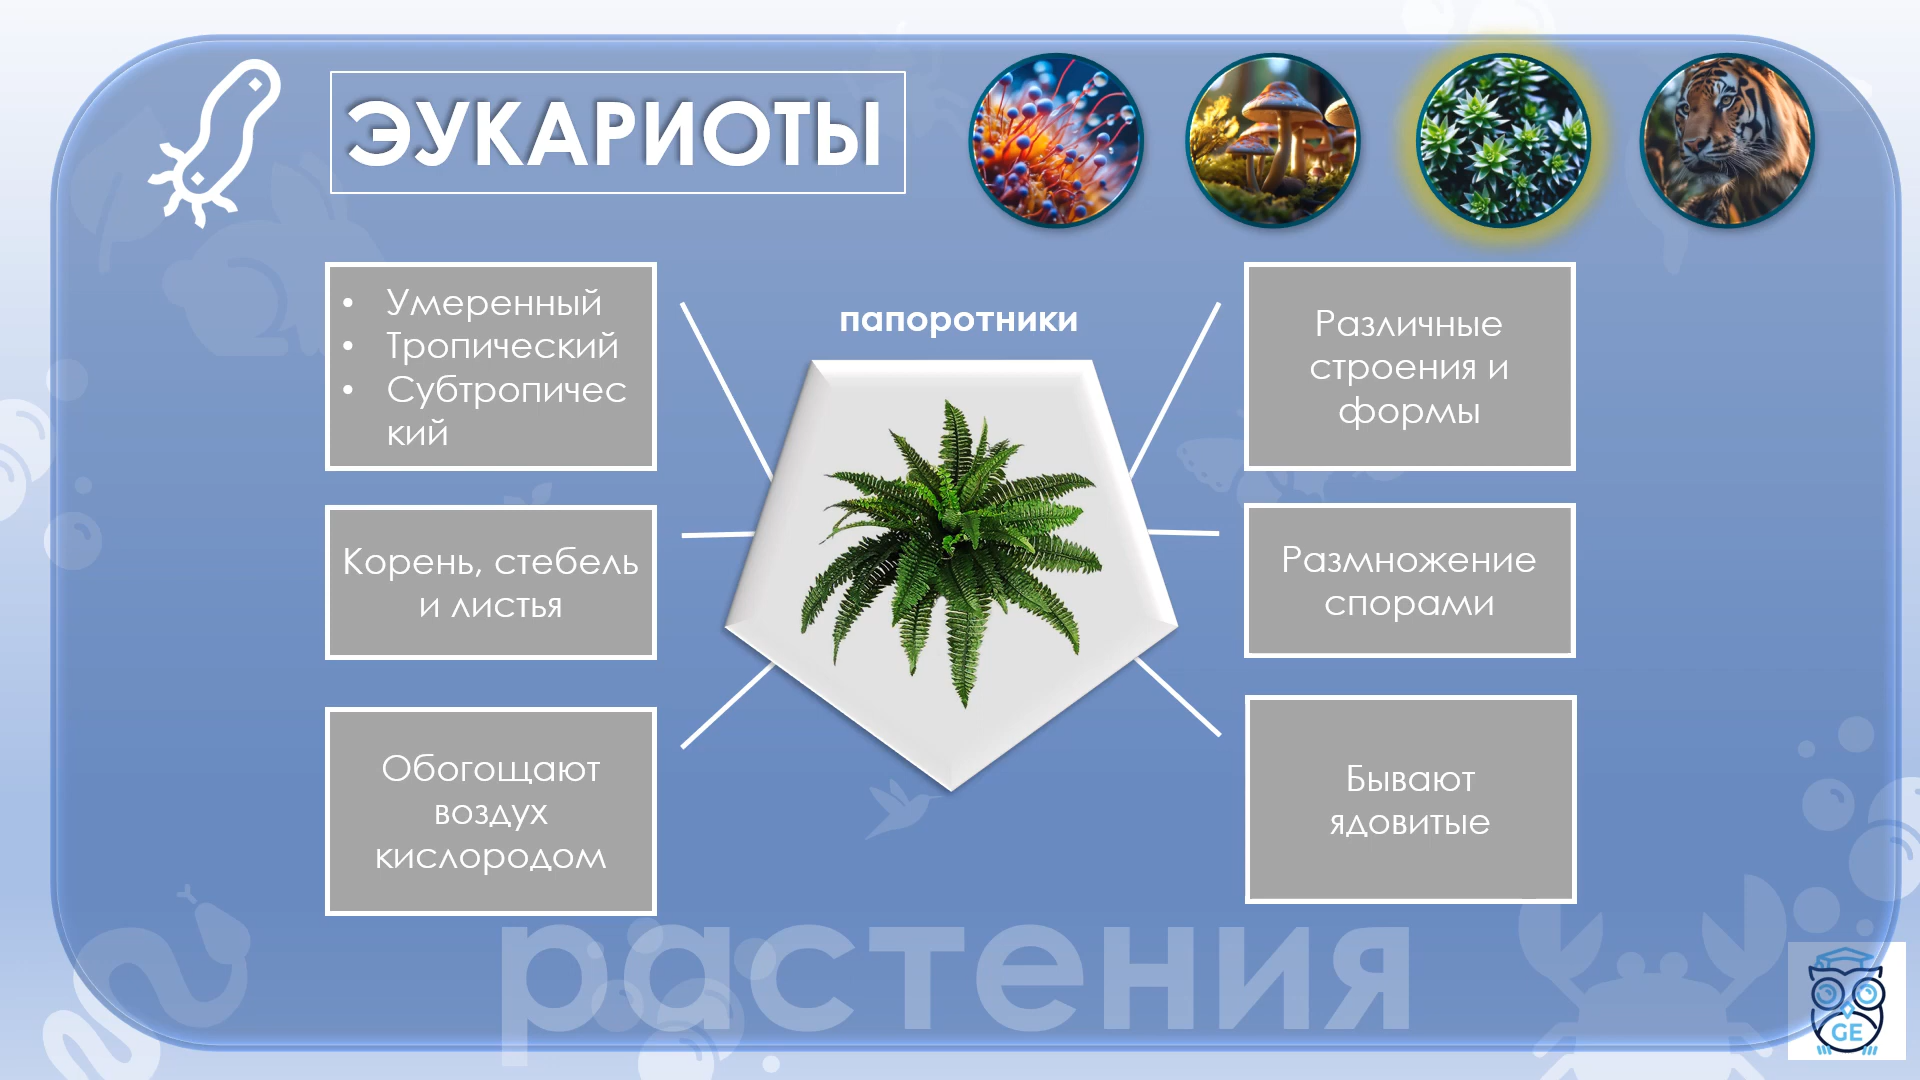 ЭУКАРИОТЫ
• Умеренный
• Тропический
• Субтропичес
кий
папоротники
Различные
строения и
формы
Корень, стебель
и листья
Размножение
спорами
Обогощают
воздух
кислородом
Бывают
ядовитые
растения
GE